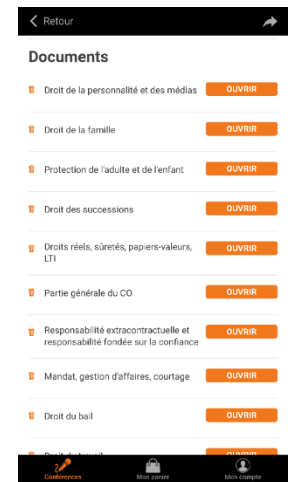 Retour
Documents
Droit de la personnalité et des médias OUVRIR
Droit de la famille OUVRIR
Protection de l'adulte et de l'enfant OUVRIR
Droit des successions OUVRIR
Droits réels, sûretés, papiers-valeurs,
LTI OUVRIR
Partie générale du CO OUVRIR
Responsabilité extracontractuelle et
responsabilité fondée sur la confiance OUVRIR
Mandat, gestion d'affaires, courtage OUVRIR
Droit du bail OUVRIR
Droit du travail
Conférences Mon panier Mon compte